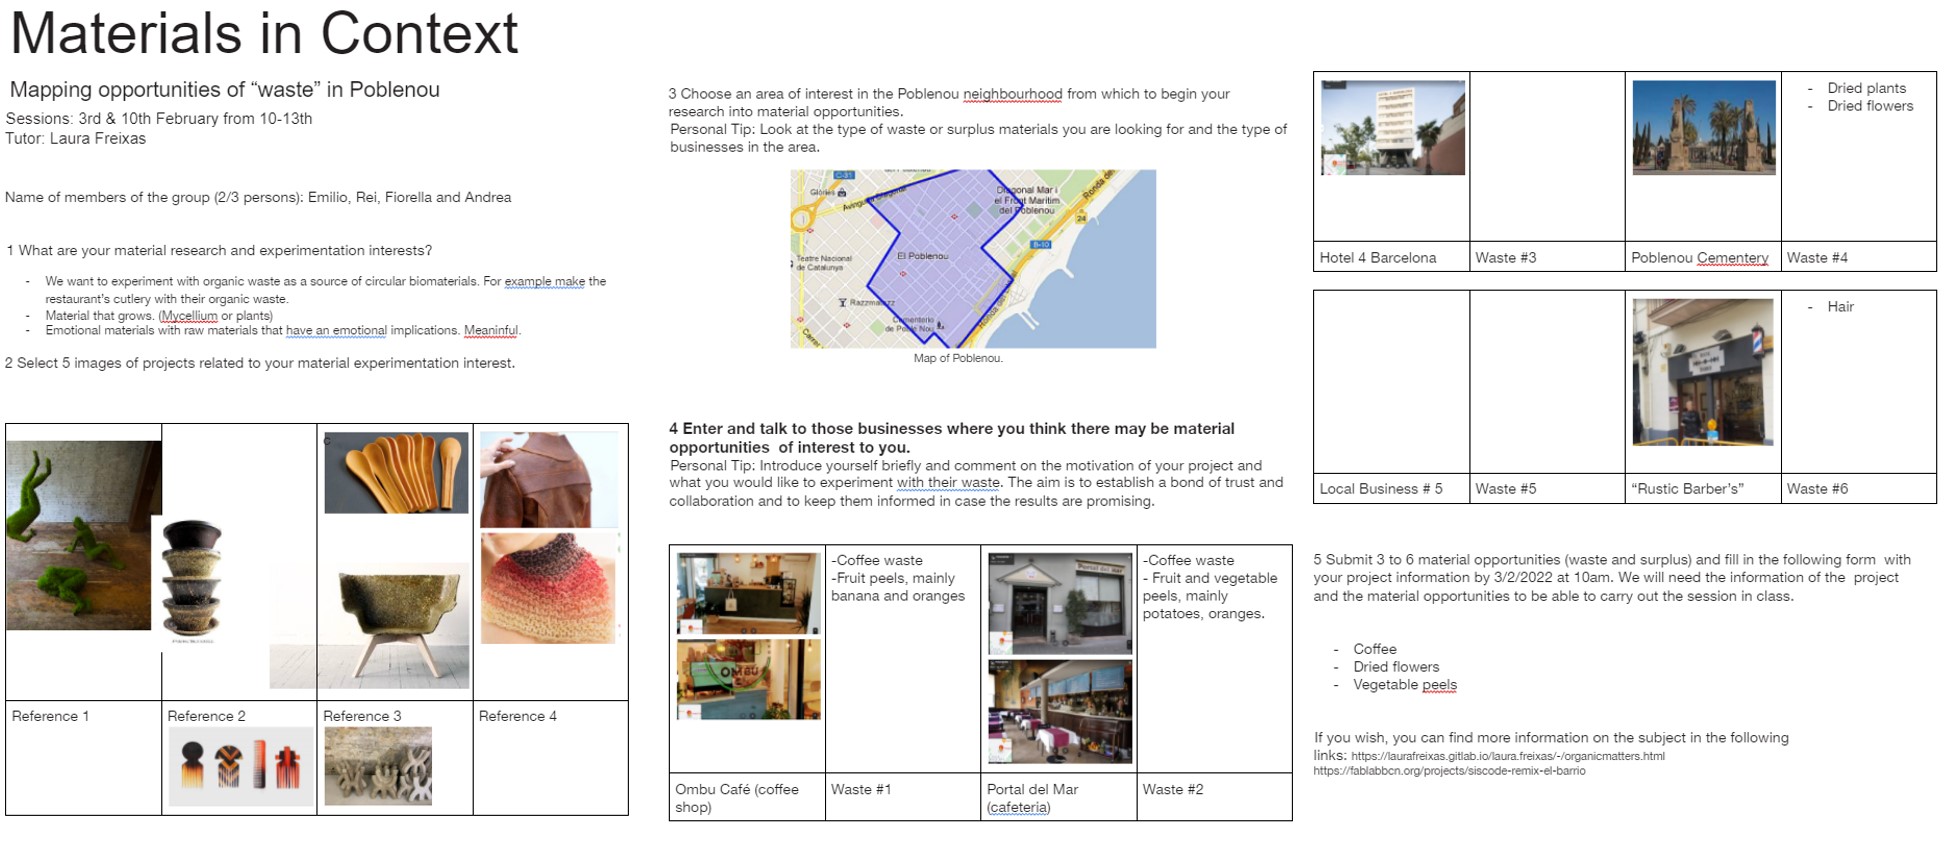 Materials in Context
Mapping opportunities of “waste” in Poblenou
Sessions: 3rd & 10th February from 10-13th
Tutor: Laura Freixas
Name of members of the group (2/3 persons): Emilio, Rei, Fiorella and Andrea
1 What are your material research and experimentation interests?
- We want to experiment with organic waste as a source of circular biomaterials. For example make the
restaurant's cutlery with their organic waste.
- Material that grows. (Mycellium or plants)
- Emotional materials with raw materials that have an emotional implications. Meaninful.
2 Select 5 images of projects related to your material experimentation interest.
Reference 1
Reference 2
Reference 3
Reference 4
3 Choose an area of interest in the Poblenou neighbourhood from which to begin your
research into material opportunities.
Personal Tip: Look at the type of waste or surplus materials you are looking for and the type of
businesses in the area.
C-31
Glòries
Avinguda Diagonal
Diagonal Mar i
el Front Marítim
del Poblenou
Ronda de
24
B-10
Teatre Nacional
de Catalunya
El Poblenou
Razzmatazz
Cementerio
de Poble Nou
Carrer
Map of Poblenou.
4 Enter and talk to those businesses where you think there may be material
opportunities of interest to you.
Personal Tip: Introduce yourself briefly and comment on the motivation of your project and
what you would like to experiment with their waste. The aim is to establish a bond of trust and
collaboration and to keep them informed in case the results are promising.
OMBÚ
-Coffee waste
-Fruit peels, mainly
banana and oranges
Portal del mar
-Coffee waste
- Fruit and vegetable
peels, mainly
potatoes, oranges.
Ombu Café (coffee
shop)
Waste #1
Portal del Mar
(cafeteria)
Waste #2
- Dried plants
- Dried flowers
Hotel 4 Barcelona
Waste #3
Poblenou Cementery
Waste #4
- Hair
Local Business # 5
Waste #5
“Rustic Barber's”
Waste #6
5 Submit 3 to 6 material opportunities (waste and surplus) and fill in the following form with
your project information by 3/2/2022 at 10am. We will need the information of the project
and the material opportunities to be able to carry out the session in class.
- Coffee
- Dried flowers
- Vegetable peels
If you wish, you can find more information on the subject in the following
links: https://laurafreixas.gitlab.io/laura.freixas/-/organicmatters.html
https://fablabbcn.org/projects/siscode-remix-el-barrio